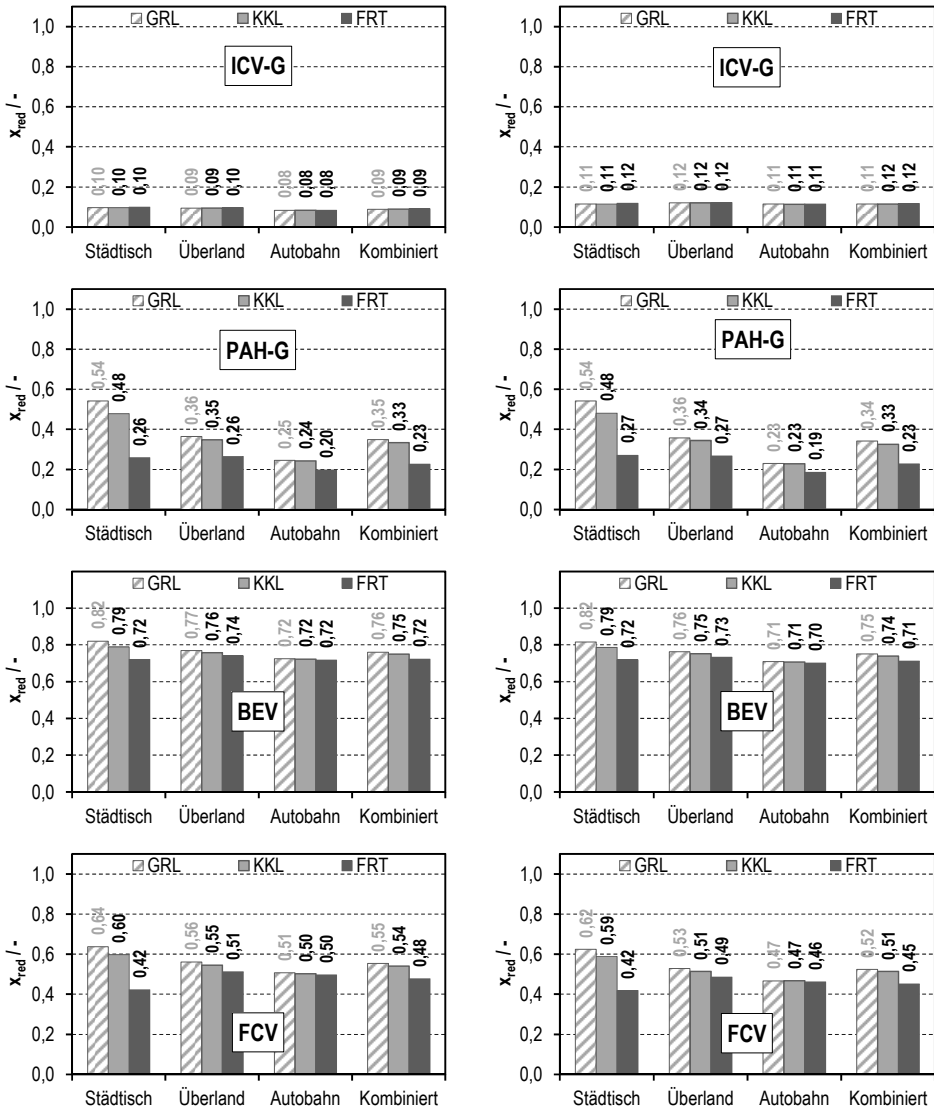 GRL KKL FRT
1,0
ICV-G
0,8
0,6
x_red / -
0,4
0,2
0,0
0,10 0,10 0,10 0,09 0,09 0,10 0,08 0,08 0,08 0,09 0,09 0,09
Städtisch Überland Autobahn Kombiniert
GRL KKL FRT
1,0
ICV-G
0,8
0,6
x_red / -
0,4
0,2
0,0
0,11 0,11 0,12 0,12 0,12 0,12 0,11 0,11 0,11 0,11 0,12 0,12
Städtisch Überland Autobahn Kombiniert
GRL KKL FRT
1,0
PAH-G
0,8
0,6
x_red / -
0,4
0,2
0,0
0,54 0,48 0,26 0,36 0,35 0,26 0,25 0,24 0,20 0,35 0,33 0,23
Städtisch Überland Autobahn Kombiniert
GRL KKL FRT
1,0
PAH-G
0,8
0,6
x_red / -
0,4
0,2
0,0
0,54 0,48 0,27 0,36 0,34 0,27 0,23 0,23 0,19 0,34 0,33 0,23
Städtisch Überland Autobahn Kombiniert
GRL KKL FRT
1,0
0,8
0,6
x_red / -
0,4
0,2
0,0
0,82 0,79 0,72 0,77 0,76 0,74 0,72 0,72 0,72 0,76 0,75 0,72
BEV
Städtisch Überland Autobahn Kombiniert
GRL KKL FRT
1,0
0,8
0,6
x_red / -
0,4
0,2
0,0
0,82 0,79 0,72 0,76 0,75 0,73 0,71 0,71 0,70 0,75 0,74 0,71
BEV
Städtisch Überland Autobahn Kombiniert
GRL KKL FRT
1,0
0,8
0,6
x_red / -
0,4
0,2
0,0
0,64 0,60 0,42 0,56 0,55 0,51 0,51 0,50 0,50 0,55 0,54 0,48
FCV
Städtisch Überland Autobahn Kombiniert
GRL KKL FRT
1,0
0,8
0,6
x_red / -
0,4
0,2
0,0
0,62 0,59 0,42 0,53 0,51 0,49 0,47 0,47 0,46 0,52 0,51 0,45
FCV
Städtisch Überland Autobahn Kombiniert